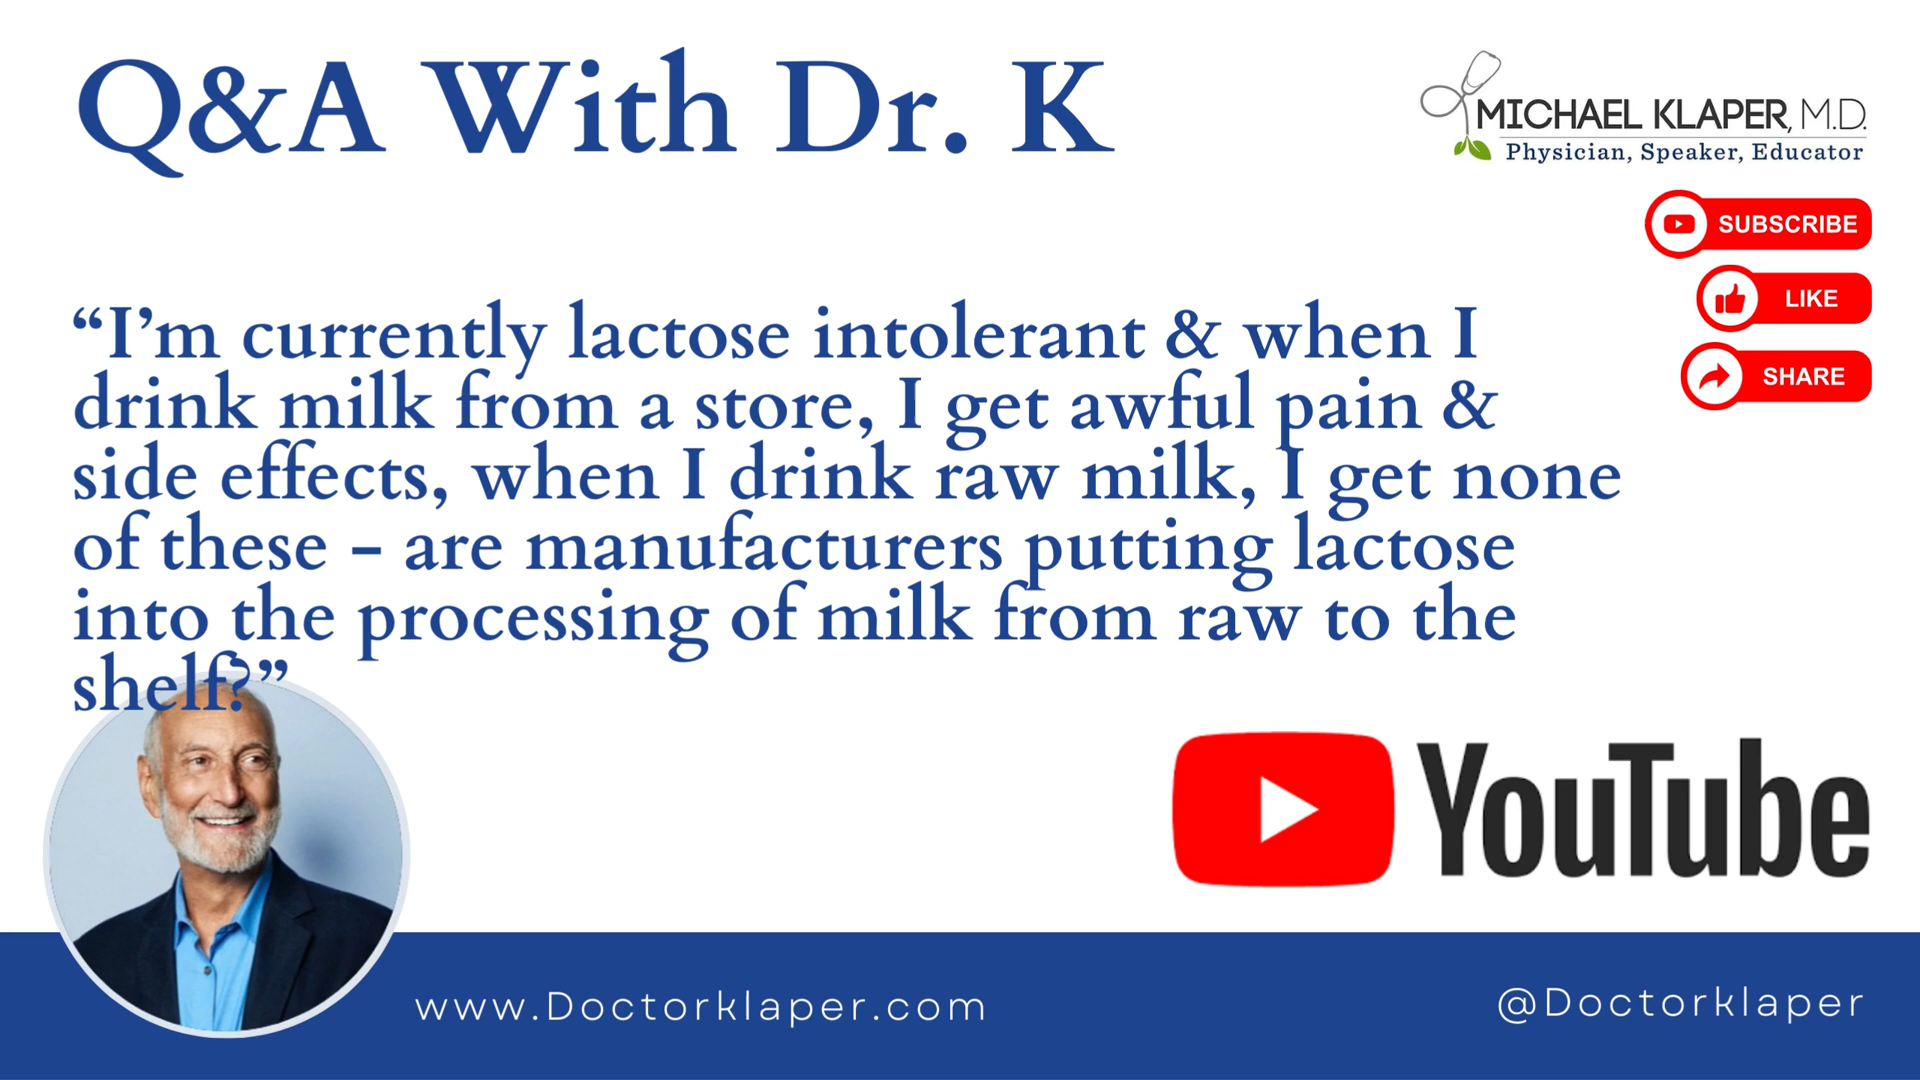 Q&A With Dr. K
MICHAEL KLAPER, M.D.
Physician, Speaker, Educator
SUBSCRIBE
LIKE
SHARE
“I’m currently lactose intolerant & when I
drink milk from a store, I get awful pain &
side effects, when I drink raw milk, I get none
of these – are manufacturers putting lactose
into the processing of milk from raw to the
shelf?”
YouTube
www.Doctorklaper.com
@Doctorklaper